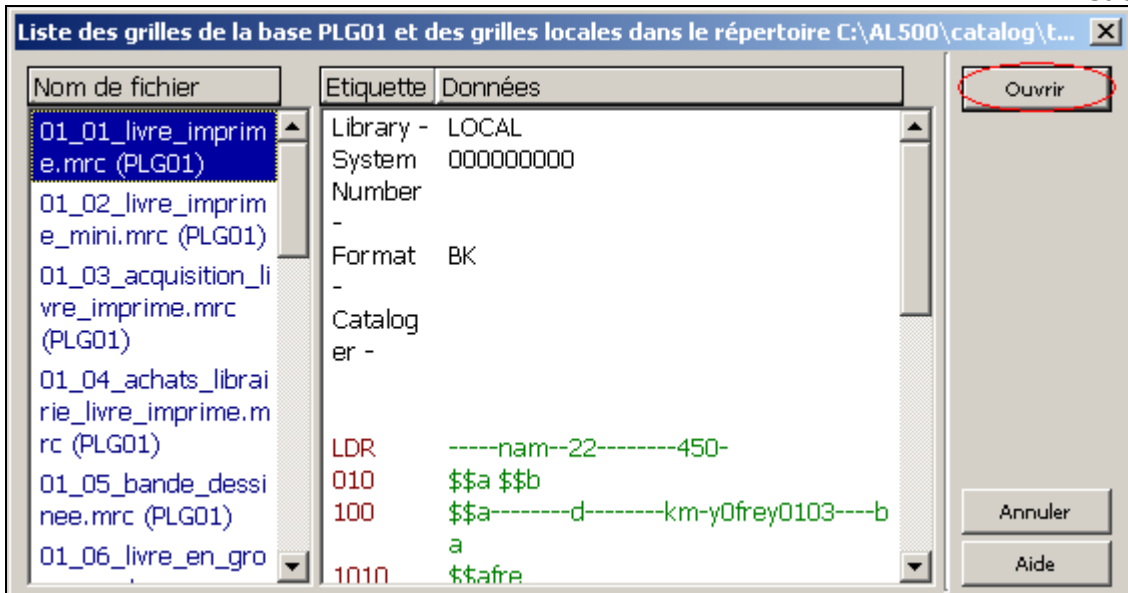 Liste des grilles de la base PLG01 et des grilles locales dans le répertoire C:\AL500\catalog\t...
Nom de fichier
01_01_livre_imprim
e.mrc (PLG01)
01_02_livre_imprim
e_mini.mrc (PLG01)
01_03_acquisition_li
vre_imprime.mrc
(PLG01)
01_04_achats_librai
rie_livre_imprime.m
rc (PLG01)
01_05_bande_dessi
nee.mrc (PLG01)
01_06_livre_en_gro
Etiquette Données
Library - LOCAL
System 000000000
Number
-
Format BK
-
Catalog
er -
LDR -----nam--22--------450-
010 $$a $$b
100 $$a--------d--------km-y0frey0103----b
a
1010 $$afre
Ouvrir
Annuler
Aide